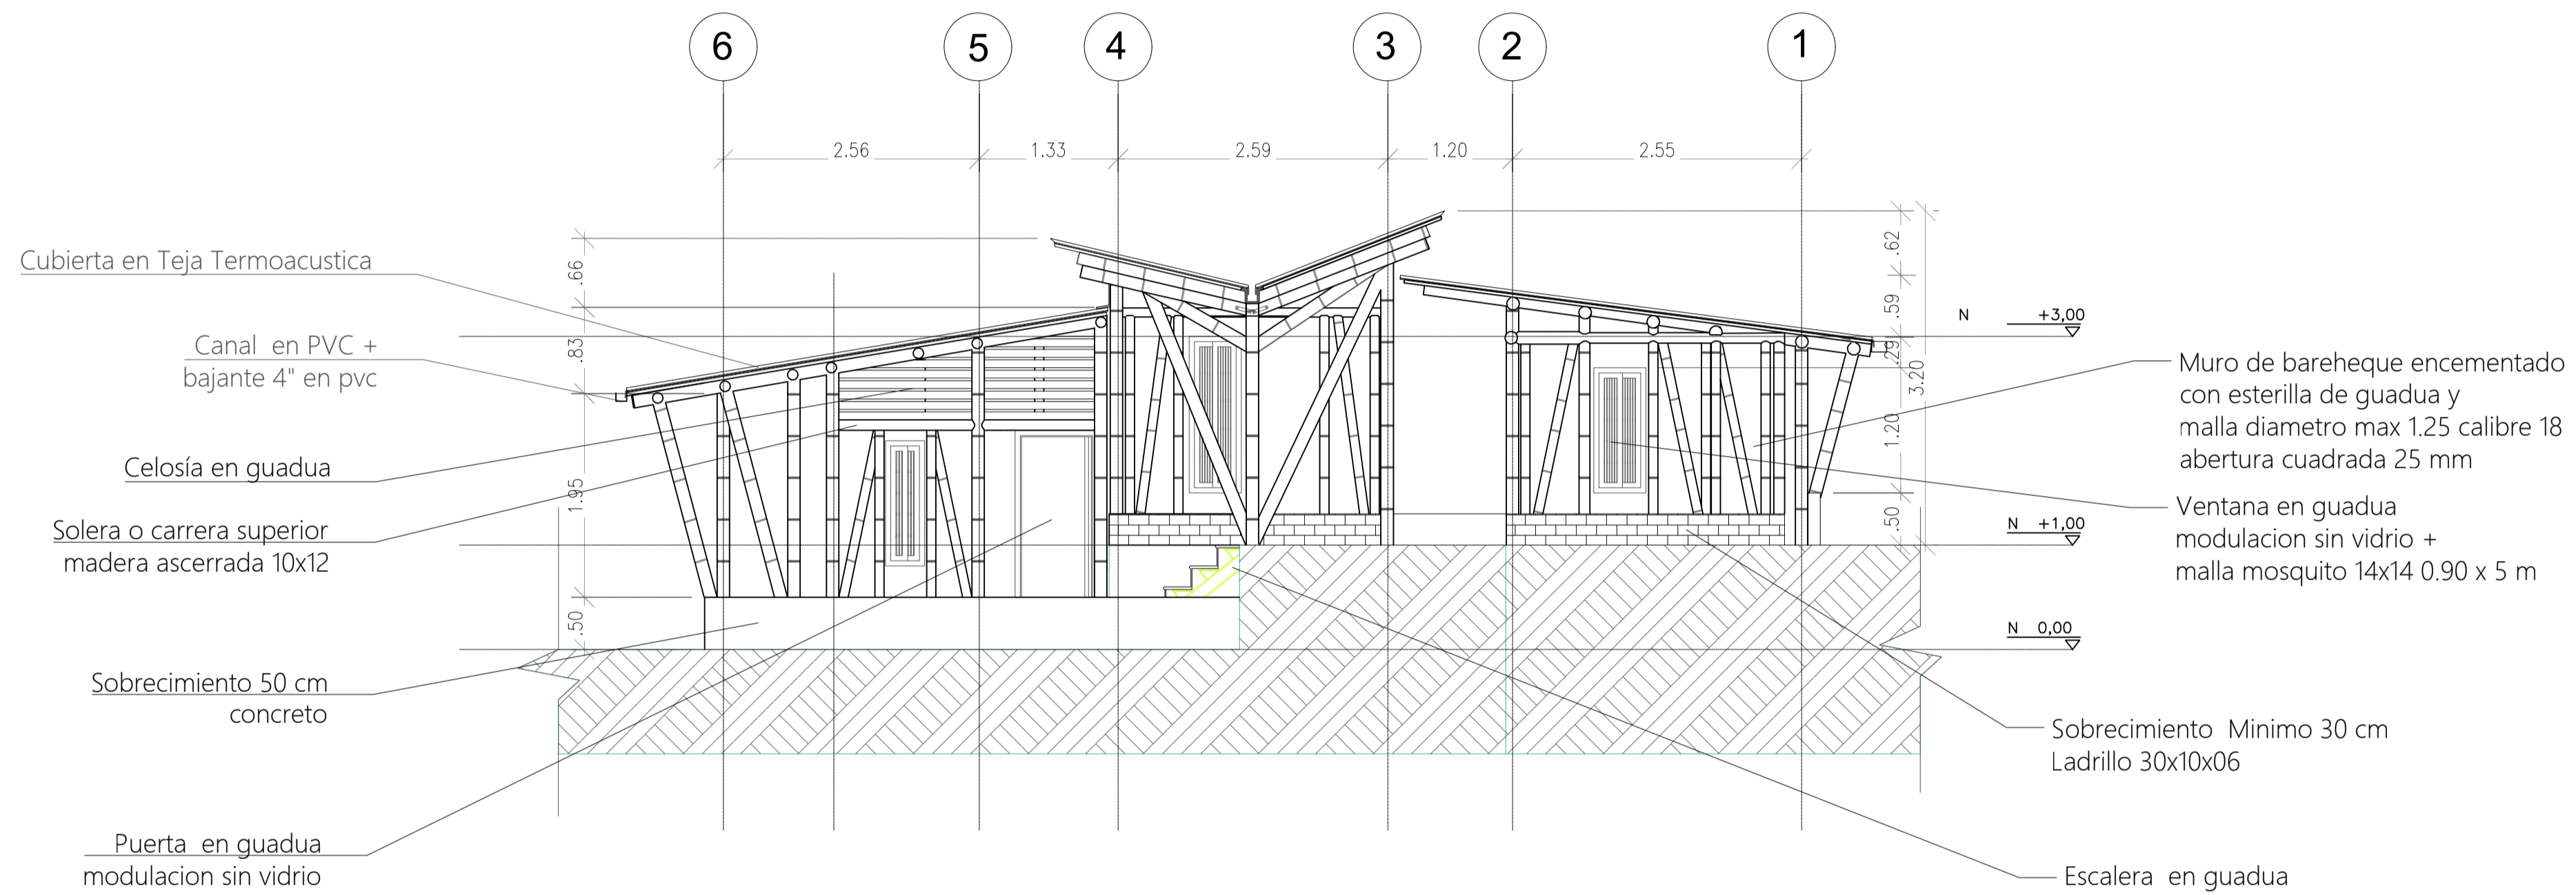 6 5 4 3 2 1
2.56 1.33 2.59 1.20 2.55
Cubierta en Teja Termoacustica
Canal en PVC +
bajante 4" en pvc
Celosía en guadua
Solera o carrera superior
madera ascerrada 10x12
Sobrecimiento 50 cm
concreto
Puerta en guadua
modulacion sin vidrio
.66
.83
1.95
.50
.62
.59
.29
1.20
.50
3.20
N +3,00
N +1,00
N 0,00
Muro de bareheque encementado
con esterilla de guadua y
malla diametro max 1.25 calibre 18
abertura cuadrada 25 mm
Ventana en guadua
modulacion sin vidrio +
malla mosquito 14x14 0.90 x 5 m
Sobrecimiento Minimo 30 cm
Ladrillo 30x10x06
Escalera en guadua